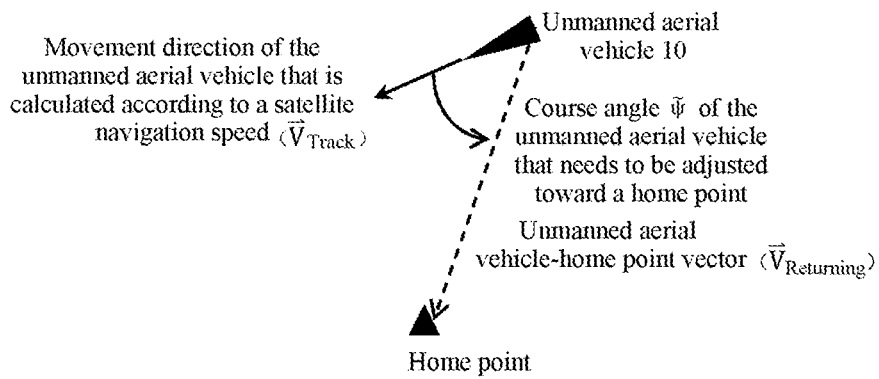 Unmanned aerial
vehicle 10
Movement direction of the
unmanned aerial vehicle that is
calculated according to a satellite
navigation speed (V⃗Track)
Course angle ψ̃ of the
unmanned aerial vehicle
that needs to be adjusted
toward a home point
Unmanned aerial
vehicle-home point vector (V⃗Returning)
Home point